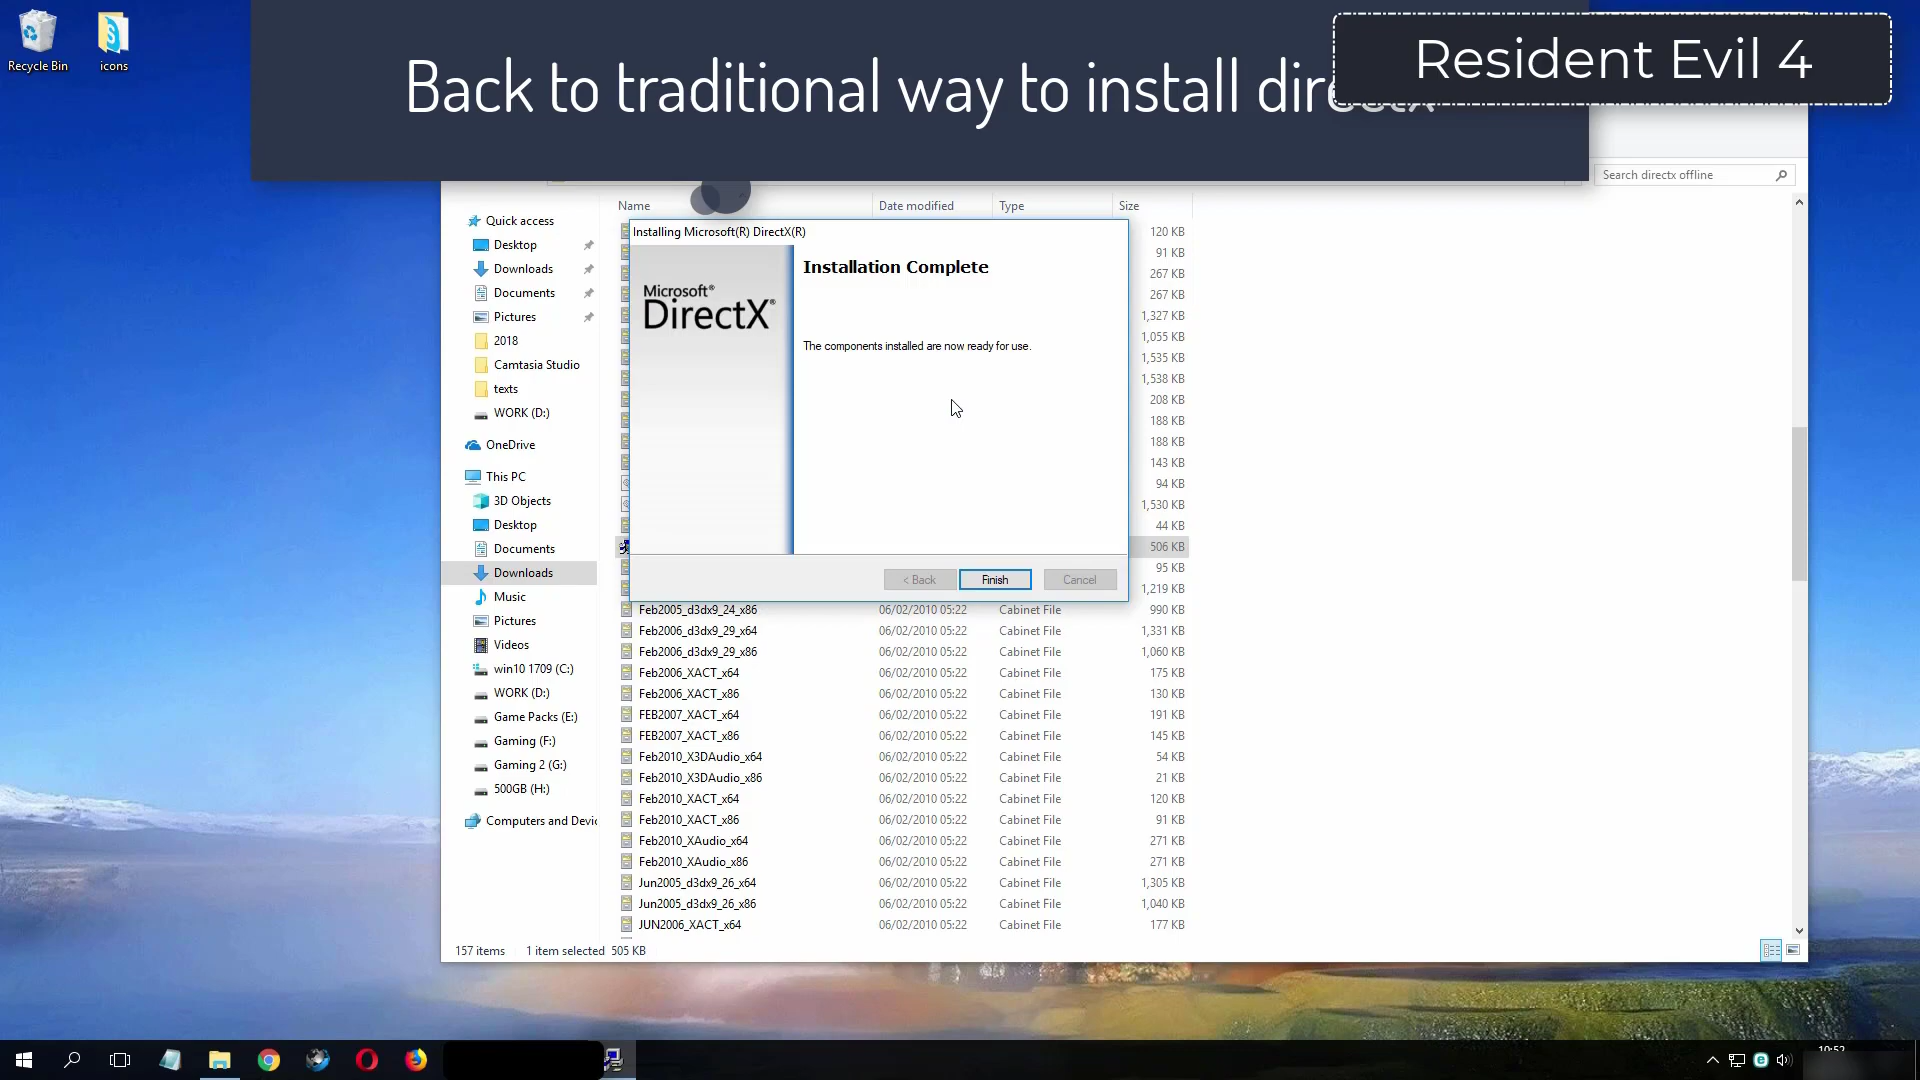 Recycle Bin
icons
Back to traditional way to install
Resident Evil 4
Search directx offline
Name
Date modified
Type
Size
Quick access
Desktop
Downloads
Documents
Pictures
2018
Camtasia Studio
texts
WORK (D:)
OneDrive
This PC
3D Objects
Desktop
Documents
Downloads
Music
Pictures
Videos
win10 1709 (C:)
WORK (D:)
Game Packs (E:)
Gaming (F:)
Gaming 2 (G:)
500GB (H:)
Computers and Devic
Installing Microsoft(R) DirectX(R)
Microsoft®
DirectX®
Installation Complete
The components installed are now ready for use.
< Back
Finish
Cancel
120 KB
91 KB
267 KB
267 KB
1,327 KB
1,055 KB
1,535 KB
1,538 KB
208 KB
188 KB
188 KB
143 KB
94 KB
1,530 KB
44 KB
506 KB
95 KB
1,219 KB
Feb2005_d3dx9_24_x86 06/02/2010 05:22 Cabinet File 990 KB
Feb2006_d3dx9_29_x64 06/02/2010 05:22 Cabinet File 1,331 KB
Feb2006_d3dx9_29_x86 06/02/2010 05:22 Cabinet File 1,060 KB
Feb2006_XACT_x64 06/02/2010 05:22 Cabinet File 175 KB
Feb2006_XACT_x86 06/02/2010 05:22 Cabinet File 130 KB
FEB2007_XACT_x64 06/02/2010 05:22 Cabinet File 191 KB
FEB2007_XACT_x86 06/02/2010 05:22 Cabinet File 145 KB
Feb2010_X3DAudio_x64 06/02/2010 05:22 Cabinet File 54 KB
Feb2010_X3DAudio_x86 06/02/2010 05:22 Cabinet File 21 KB
Feb2010_XACT_x64 06/02/2010 05:22 Cabinet File 120 KB
Feb2010_XACT_x86 06/02/2010 05:22 Cabinet File 91 KB
Feb2010_XAudio_x64 06/02/2010 05:22 Cabinet File 271 KB
Feb2010_XAudio_x86 06/02/2010 05:22 Cabinet File 271 KB
Jun2005_d3dx9_26_x64 06/02/2010 05:22 Cabinet File 1,305 KB
Jun2005_d3dx9_26_x86 06/02/2010 05:22 Cabinet File 1,040 KB
JUN2006_XACT_x64 06/02/2010 05:22 Cabinet File 177 KB
157 items 1 item selected 505 KB